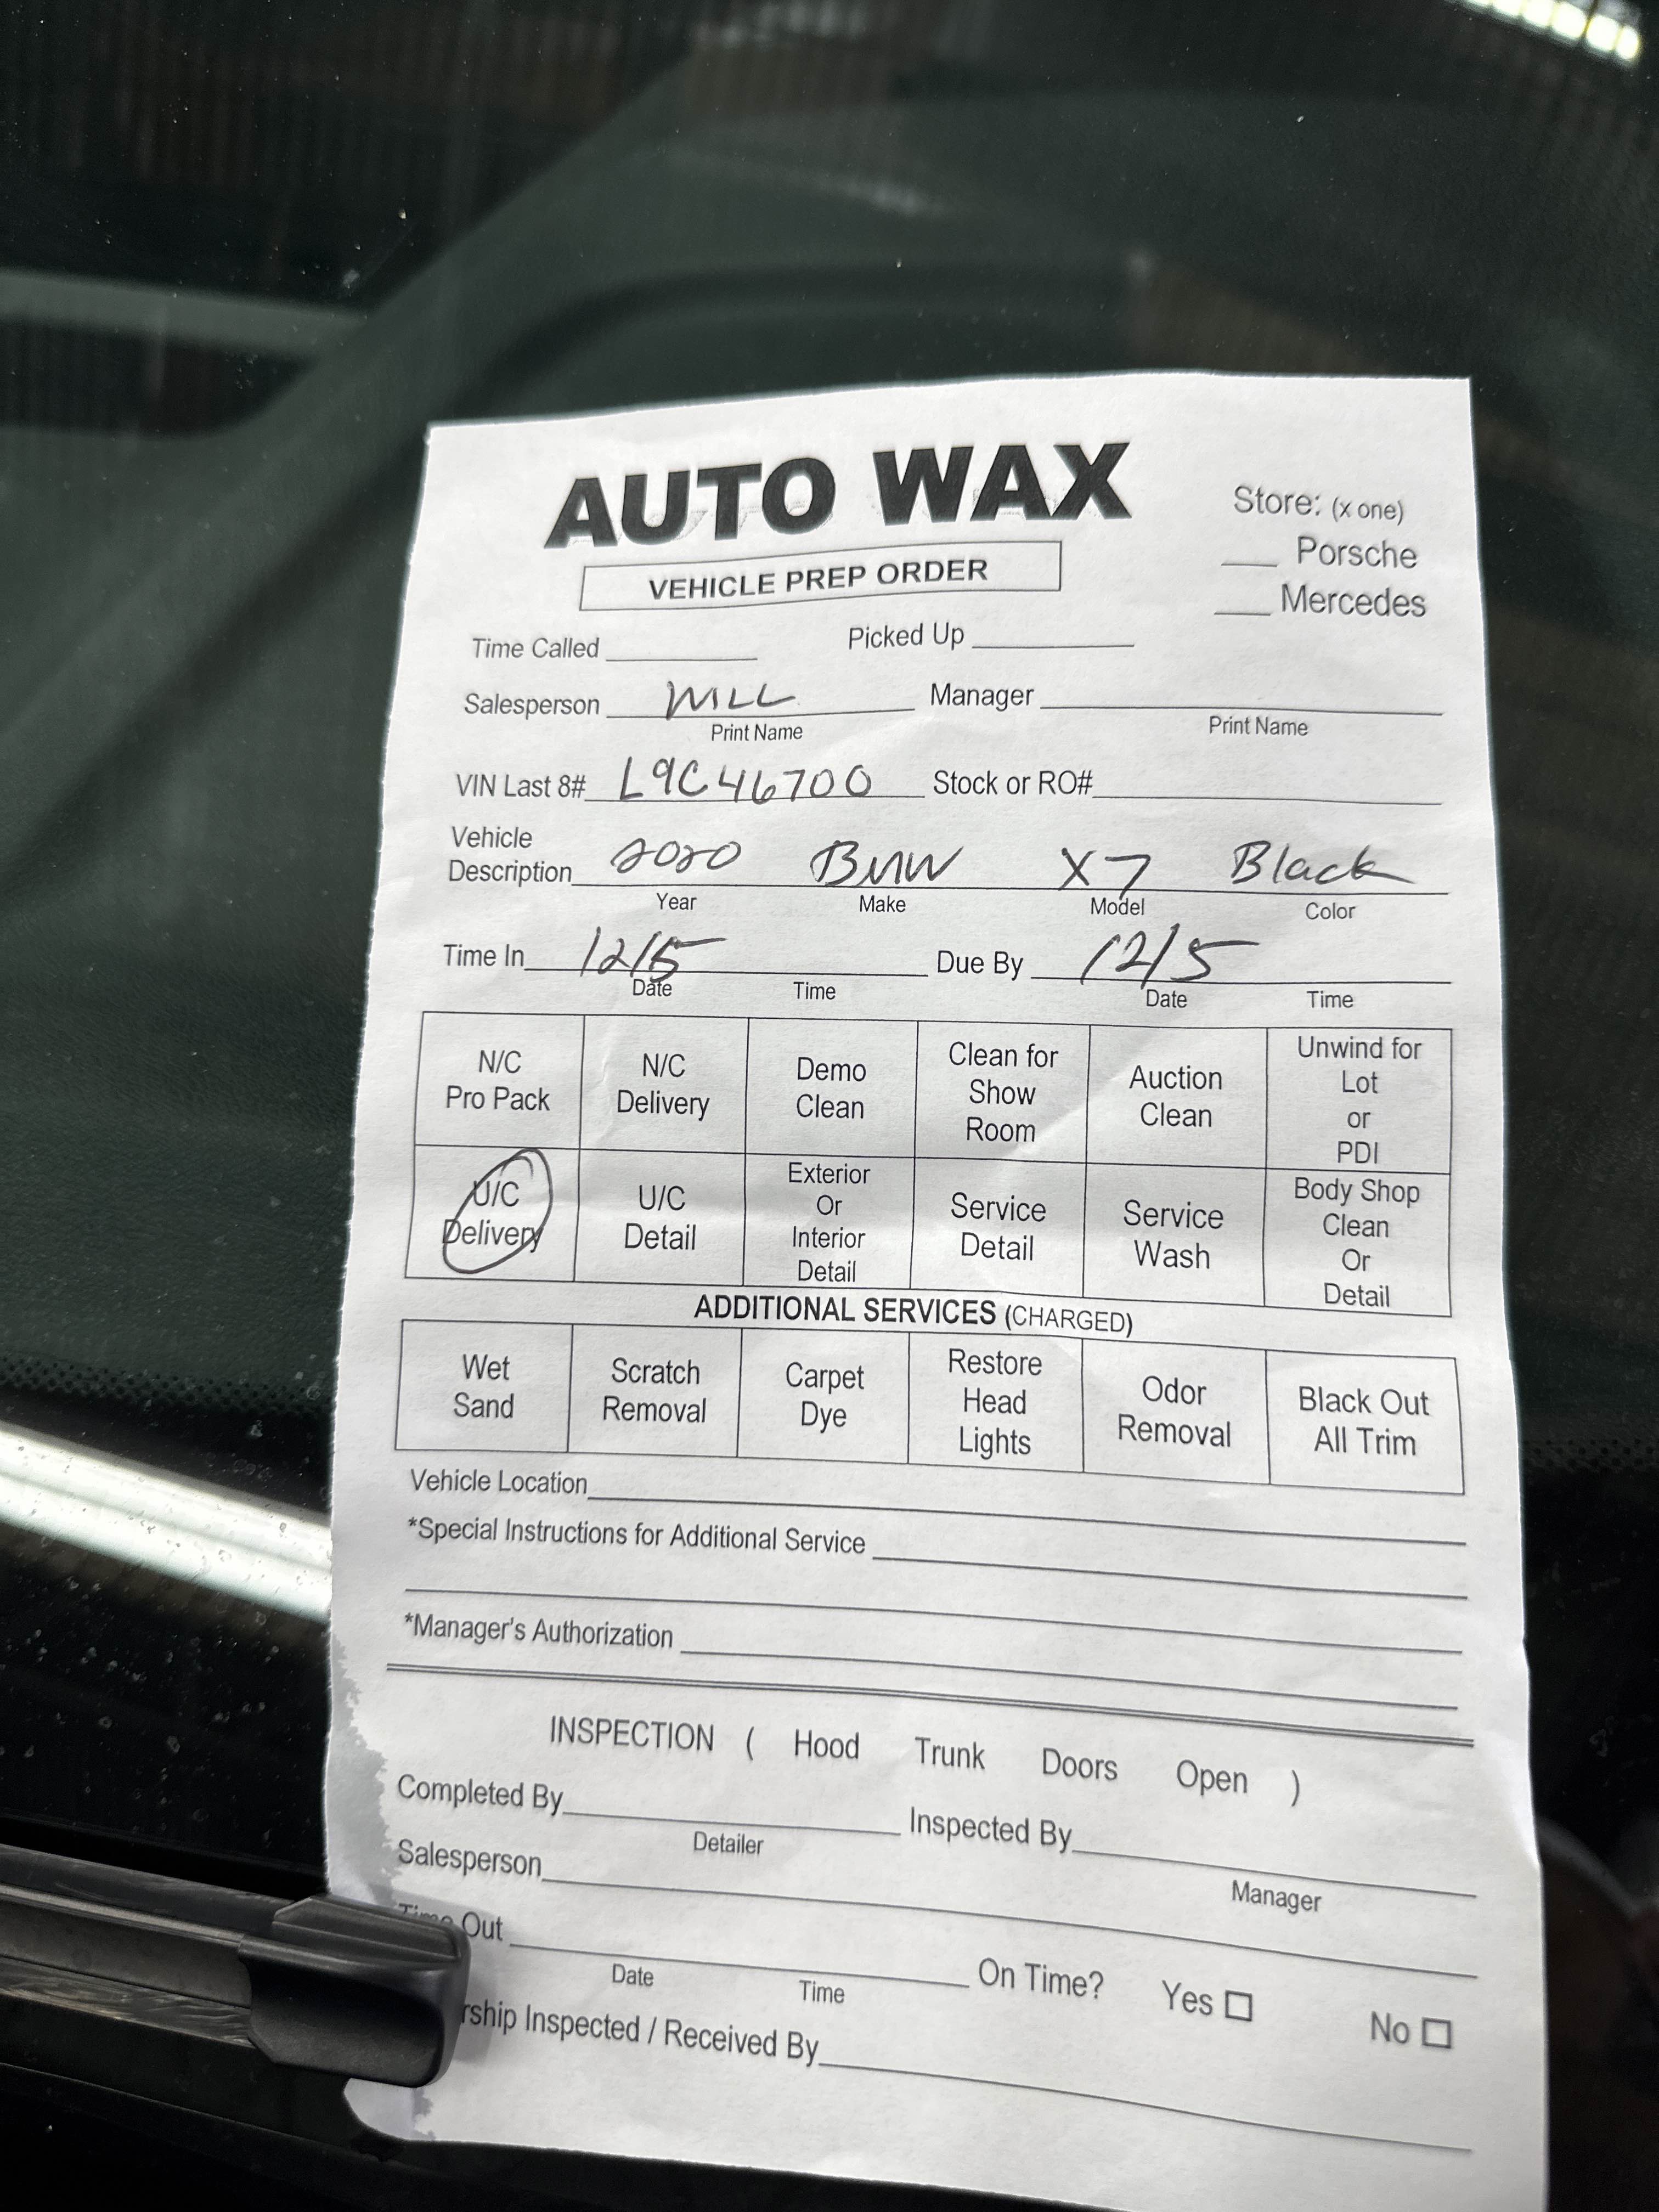 AUTO WAX
Store: (x one)
VEHICLE PREP ORDER
___ Porsche
___ Mercedes
Time Called Picked Up
Salesperson WILL Manager
Print Name Print Name
VIN Last 8# L9C46700 Stock or RO#
Vehicle
Description 2020 BMW X7 Black
Year Make Model Color
Time In 12/5 Due By 12/5
Date Time Date Time
N/C Pro Pack
N/C Delivery
Demo Clean
Clean for Show Room
Auction Clean
Unwind for Lot or PDI
U/C Delivery
U/C Detail
Exterior Or Interior Detail
Service Detail
Service Wash
Body Shop Clean Or Detail
ADDITIONAL SERVICES (CHARGED)
Wet Sand
Scratch Removal
Carpet Dye
Restore Head Lights
Odor Removal
Black Out All Trim
Vehicle Location
*Special Instructions for Additional Service
*Manager's Authorization
INSPECTION ( Hood Trunk Doors Open )
Completed By Inspected By
Detailer Manager
Salesperson
Time Out On Time? Yes □ No □
Date Time
Inspected / Received By